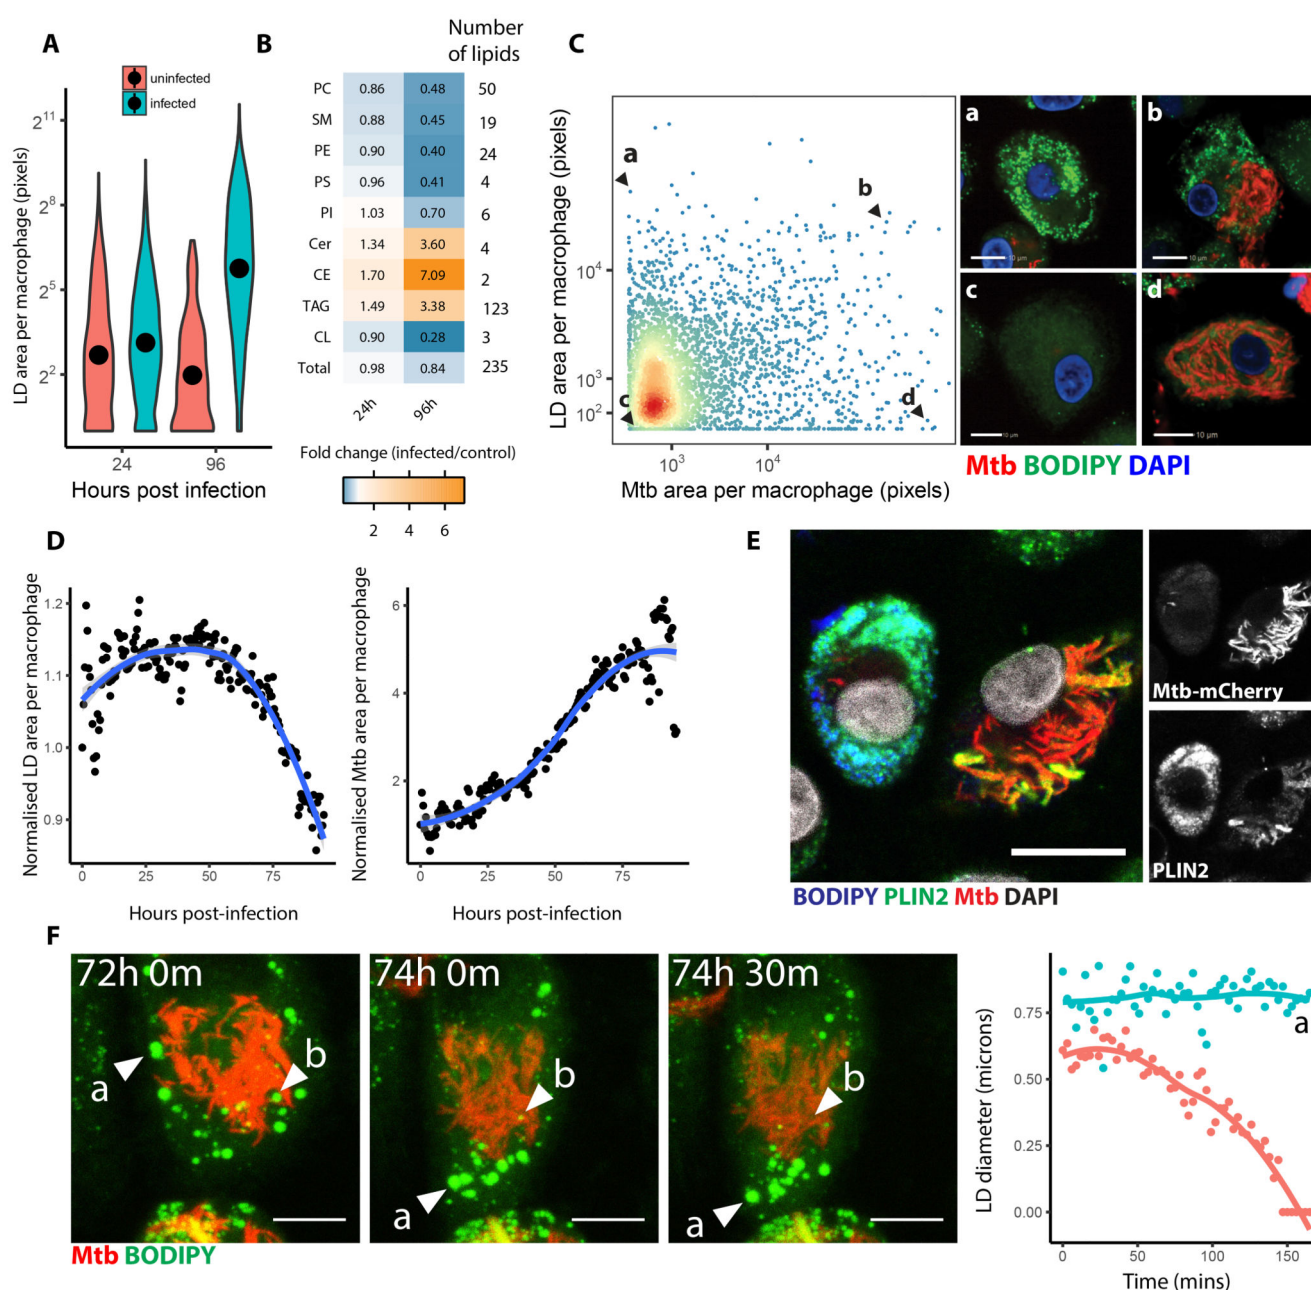 A
uninfected
infected
LD area per macrophage (pixels)
2^11
2^8
2^5
2^2
24
96
Hours post infection
B
Number
of lipids
PC 0.86 0.48 50
SM 0.88 0.45 19
PE 0.90 0.40 24
PS 0.96 0.41 4
PI 1.03 0.70 6
Cer 1.34 3.60 4
CE 1.70 7.09 2
TAG 1.49 3.38 123
CL 0.90 0.28 3
Total 0.98 0.84 235
24h 96h
Fold change (infected/control)
2 4 6
C
LD area per macrophage (pixels)
10^4
10^3
10^2
a
b
c
d
10^3 10^4
Mtb area per macrophage (pixels)
a
10 μm
b
10 μm
c
10 μm
d
10 μm
Mtb BODIPY DAPI
D
Normalised LD area per macrophage
1.2
1.1
1.0
0.9
0 25 50 75
Hours post-infection
Normalised Mtb area per macrophage
6
4
2
0 25 50 75
Hours post-infection
E
Mtb-mCherry
PLIN2
BODIPY PLIN2 Mtb DAPI
F
72h 0m
a
b
74h 0m
b
a
74h 30m
b
a
Mtb BODIPY
LD diameter (microns)
0.75
0.50
0.25
0.00
a
0 50 100 150
Time (mins)